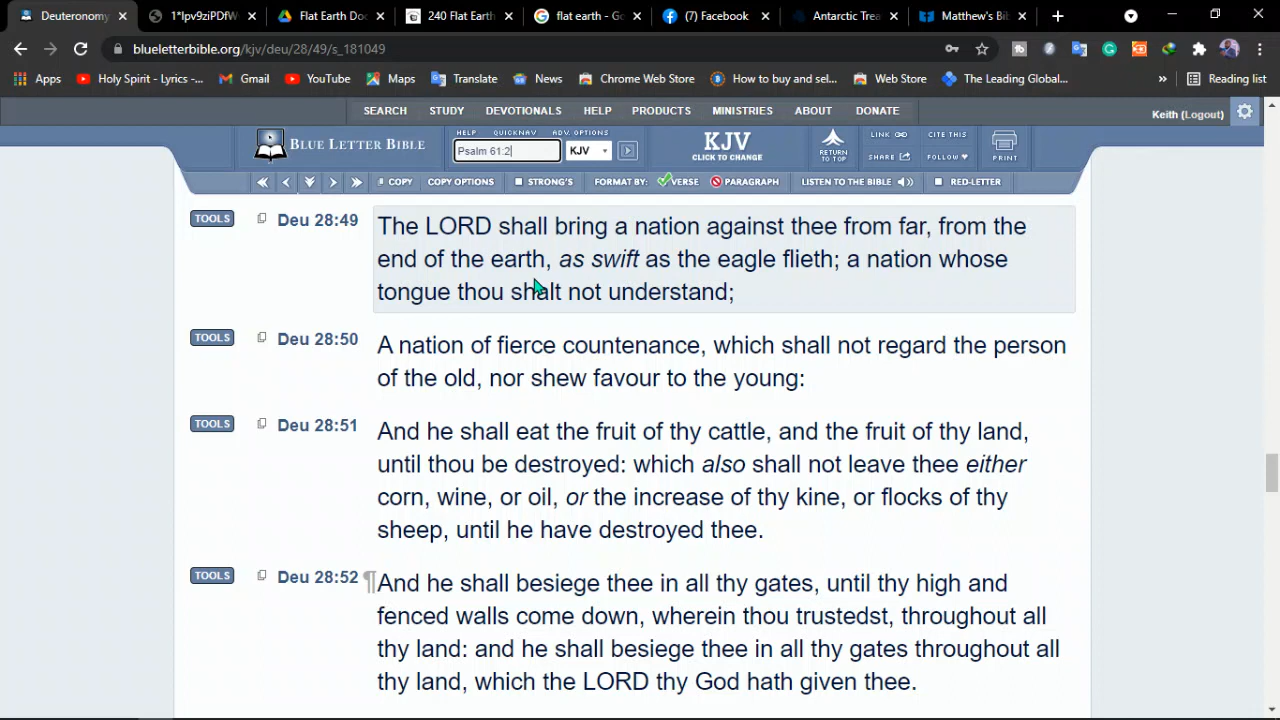 Deuteronomy
1*Ipv9ziPDfW
Flat Earth Doc
240 Flat Earth
flat earth - Go
(7) Facebook
Antarctic Trea
Matthew's Bib
blueletterbible.org/kjv/deu/28/49/s_181049
Apps
Holy Spirit - Lyrics -...
Gmail
YouTube
Maps
Translate
News
Chrome Web Store
How to buy and sel...
Web Store
The Leading Global...
»
Reading list
SEARCH STUDY DEVOTIONALS HELP PRODUCTS MINISTRIES ABOUT DONATE
Keith (Logout)
BLUE LETTER BIBLE
HELP QUICKNAV ADV. OPTIONS
Psalm 61:2
KJV
KJV
CLICK TO CHANGE
RETURN
TO TOP
LINK
CITE THIS
SHARE
FOLLOW
PRINT
COPY COPY OPTIONS STRONG'S FORMAT BY: VERSE PARAGRAPH LISTEN TO THE BIBLE RED-LETTER
TOOLS Deu 28:49 The LORD shall bring a nation against thee from far, from the
end of the earth, as swift as the eagle flieth; a nation whose
tongue thou shalt not understand;
TOOLS Deu 28:50 A nation of fierce countenance, which shall not regard the person
of the old, nor shew favour to the young:
TOOLS Deu 28:51 And he shall eat the fruit of thy cattle, and the fruit of thy land,
until thou be destroyed: which also shall not leave thee either
corn, wine, or oil, or the increase of thy kine, or flocks of thy
sheep, until he have destroyed thee.
TOOLS Deu 28:52 ¶And he shall besiege thee in all thy gates, until thy high and
fenced walls come down, wherein thou trustedst, throughout all
thy land: and he shall besiege thee in all thy gates throughout all
thy land, which the LORD thy God hath given thee.